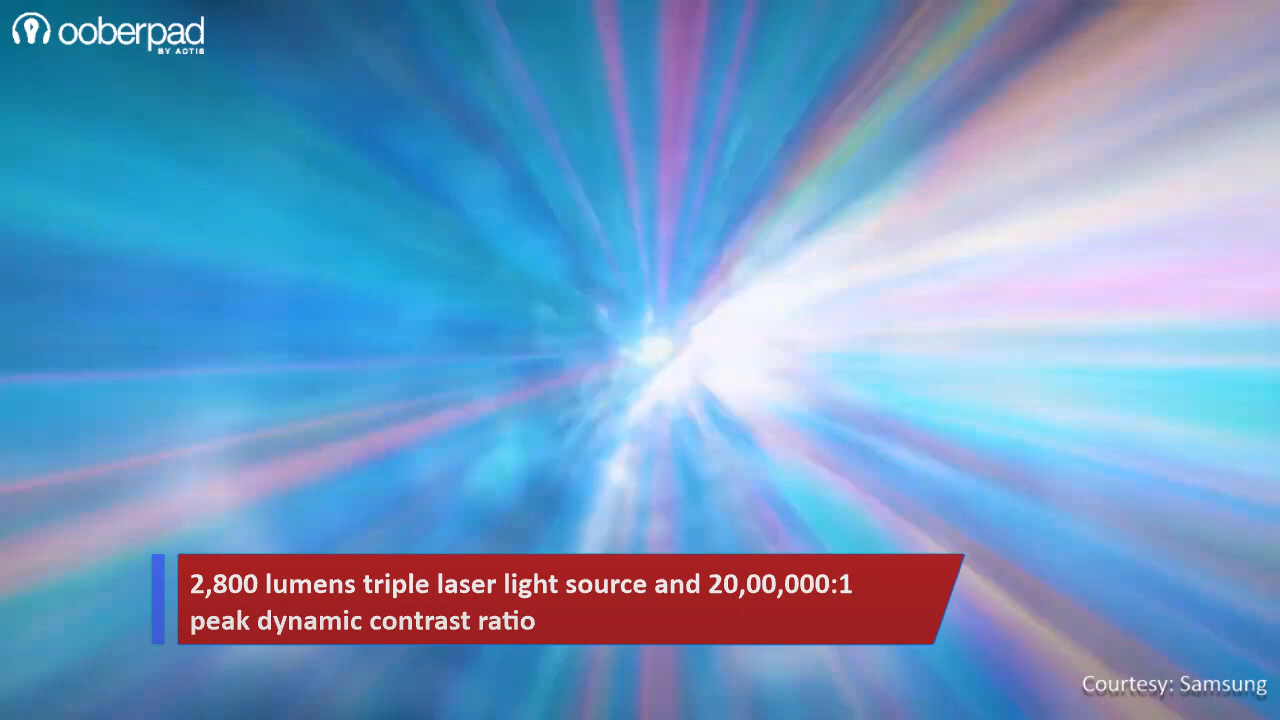 ooberpad
BY AOTIS
2,800 lumens triple laser light source and 20,00,000:1
peak dynamic contrast ratio
Courtesy: Samsung